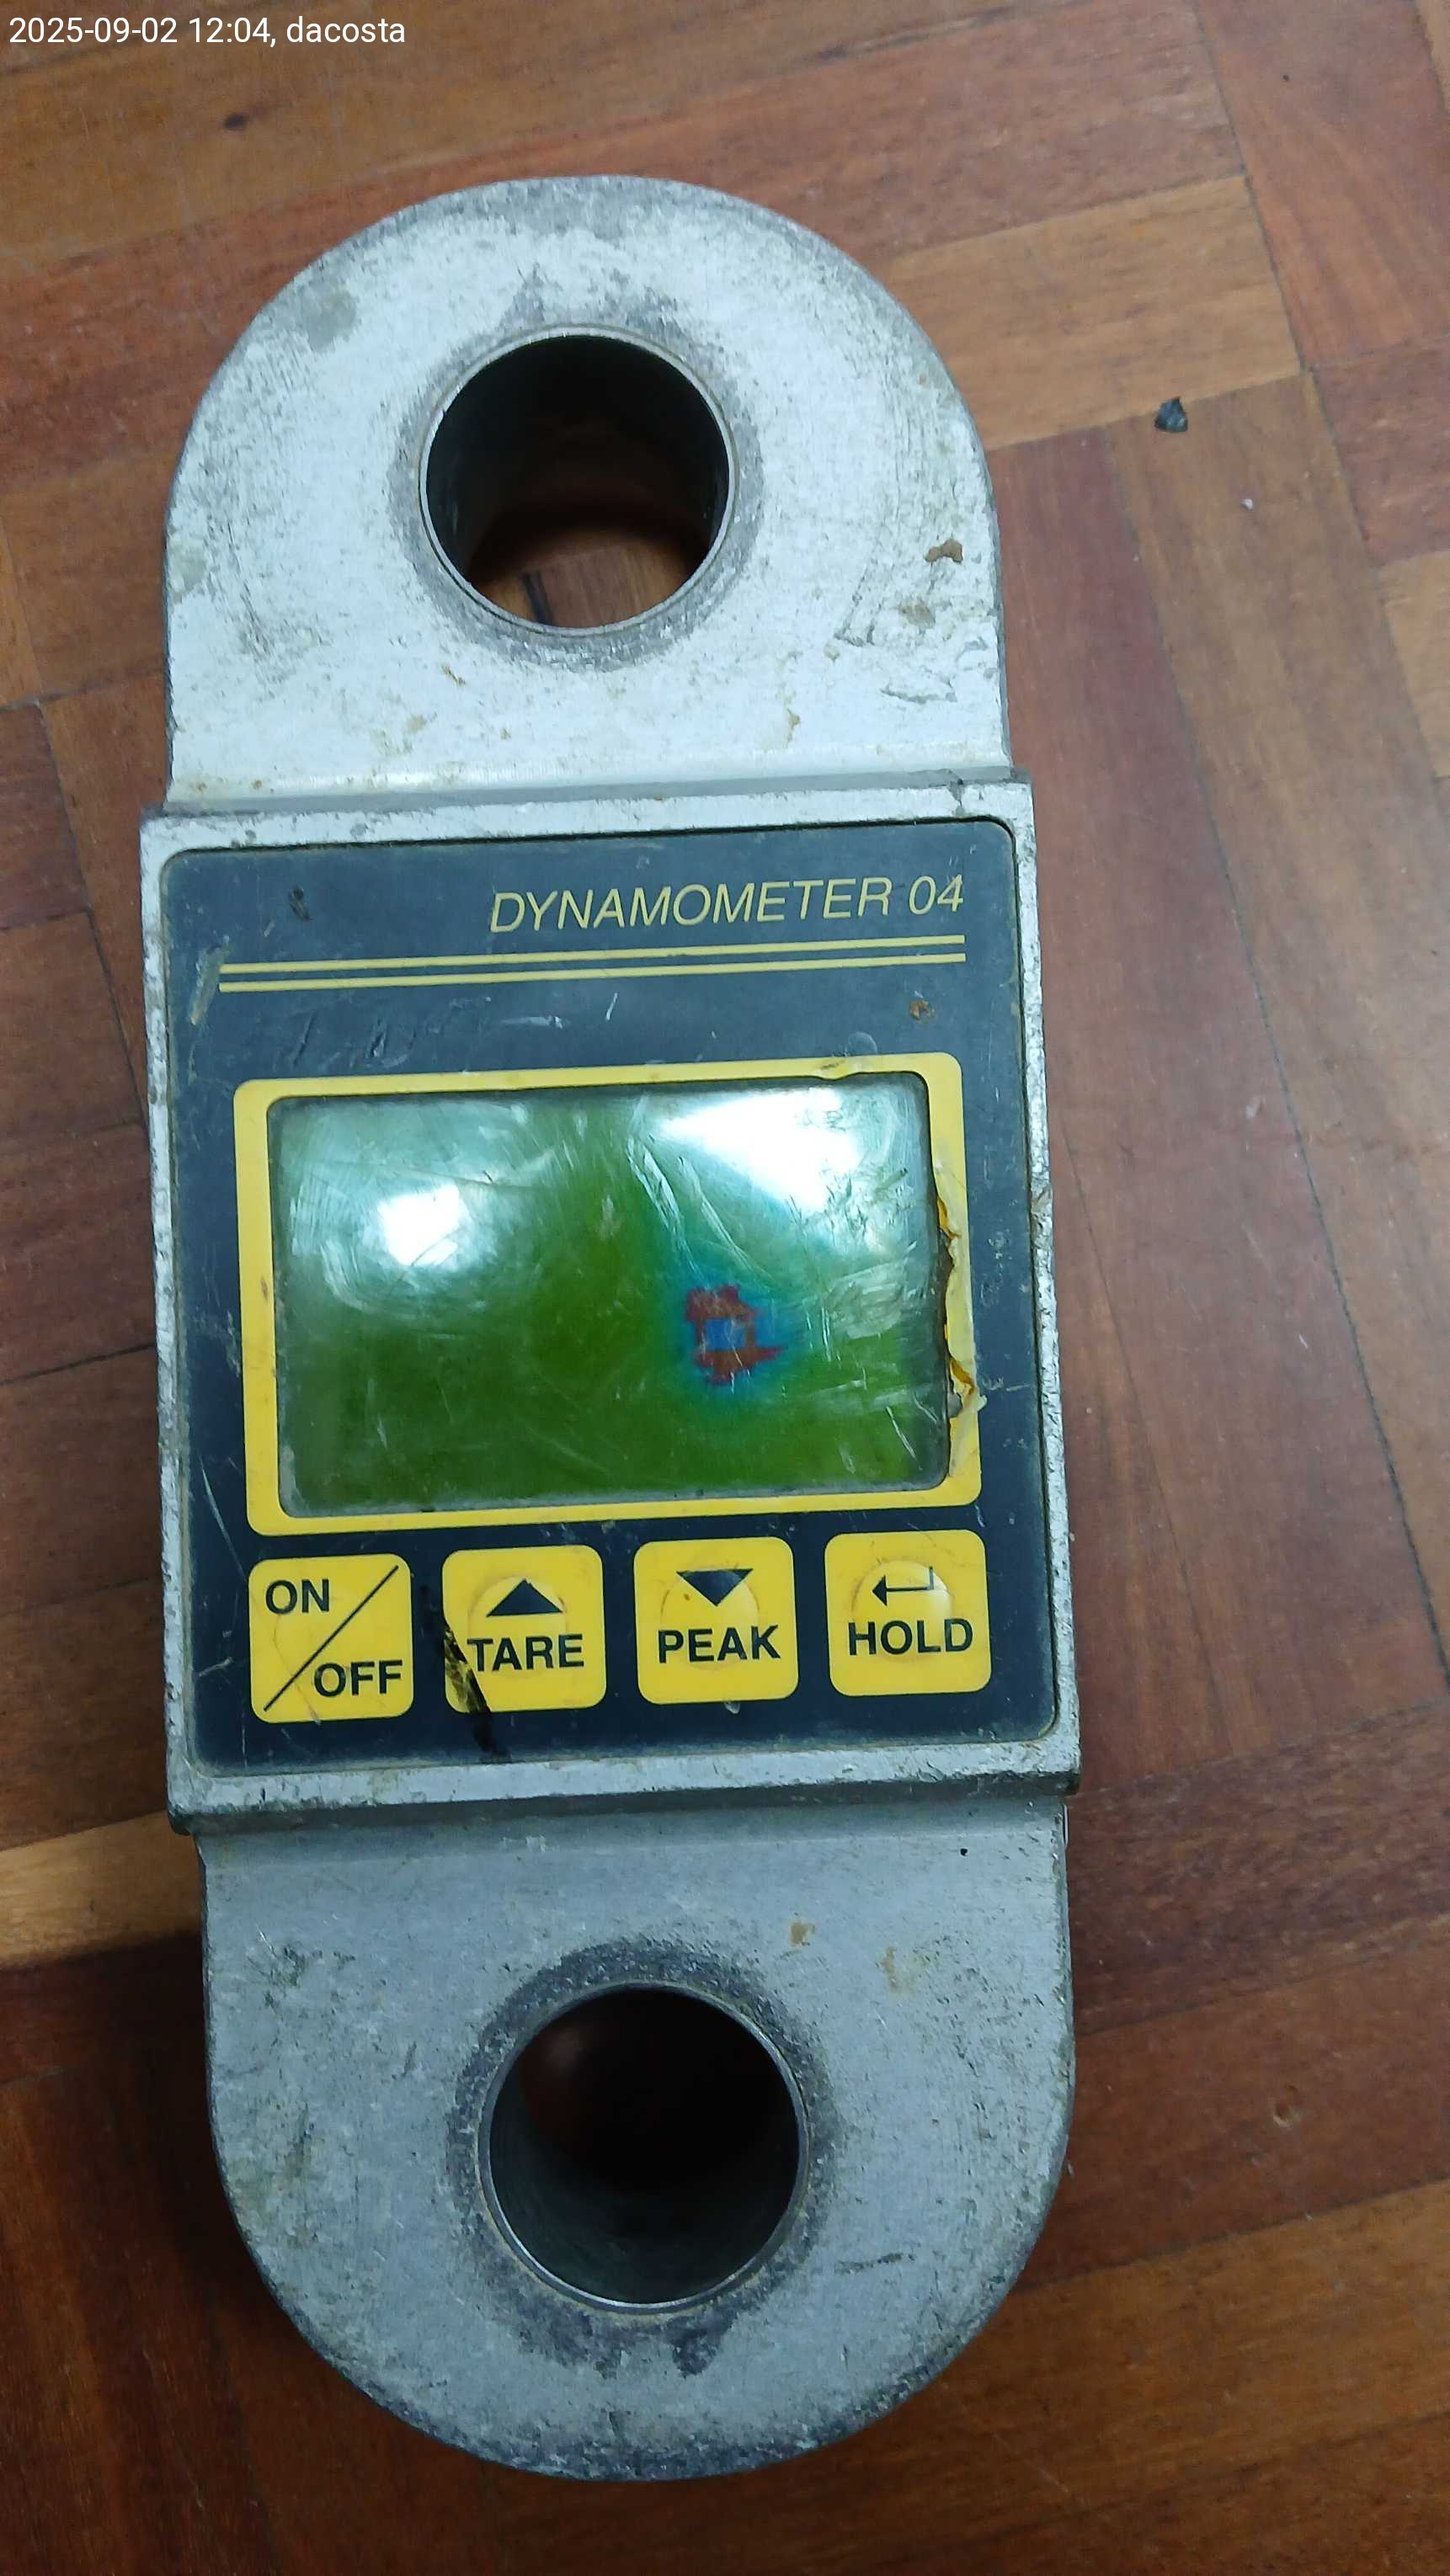 2025-09-02 12:04, dacosta
DYNAMOMETER 04
ON
OFF
TARE
PEAK
HOLD